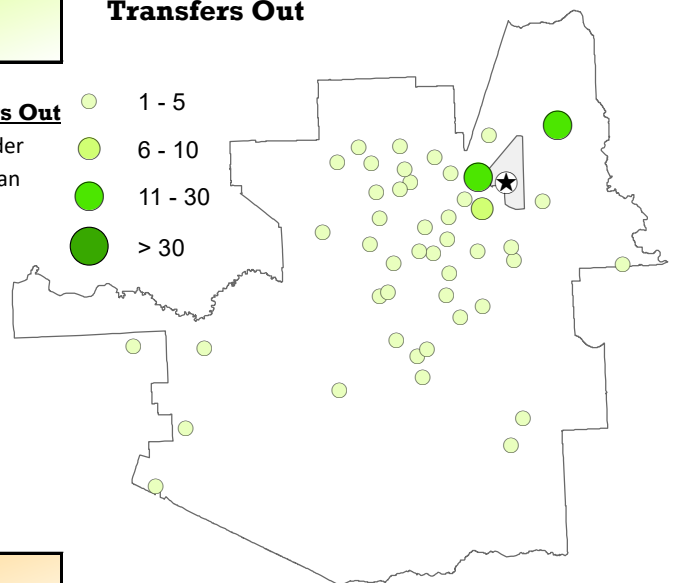 Transfers Out
s Out
der
an
1 - 5
6 - 10
11 - 30
> 30